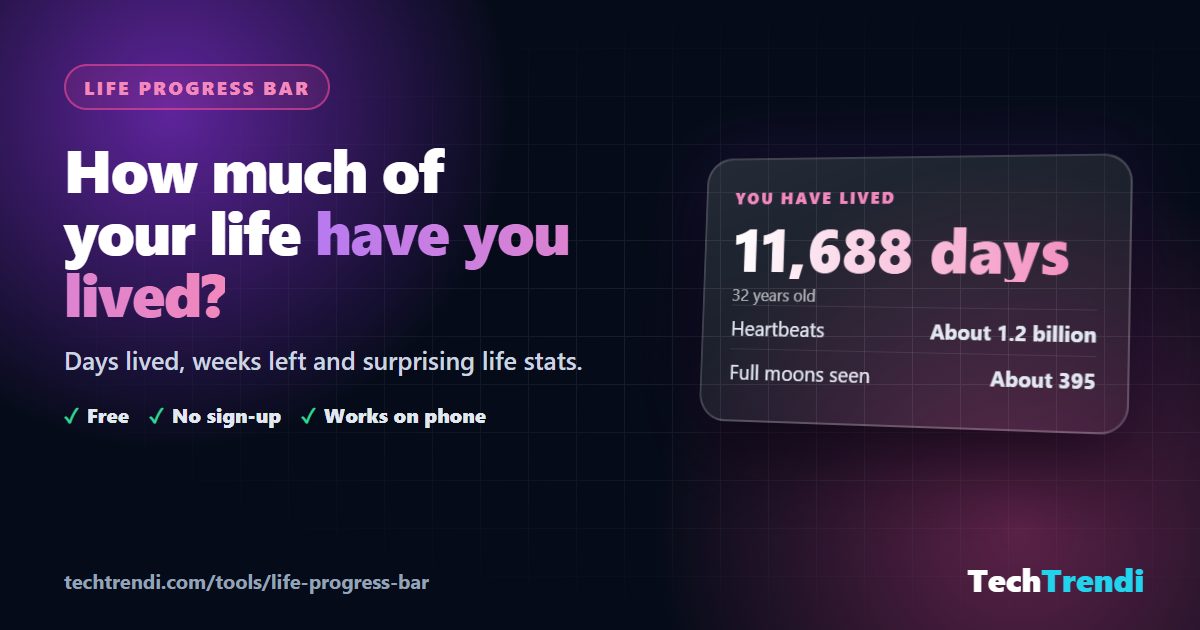 LIFE PROGRESS BAR
How much of
your life have you
lived?
Days lived, weeks left and surprising life stats.
✓ Free ✓ No sign-up ✓ Works on phone
YOU HAVE LIVED
11,688 days
32 years old
Heartbeats About 1.2 billion
Full moons seen About 395
techtrendi.com/tools/life-progress-bar
TechTrendi